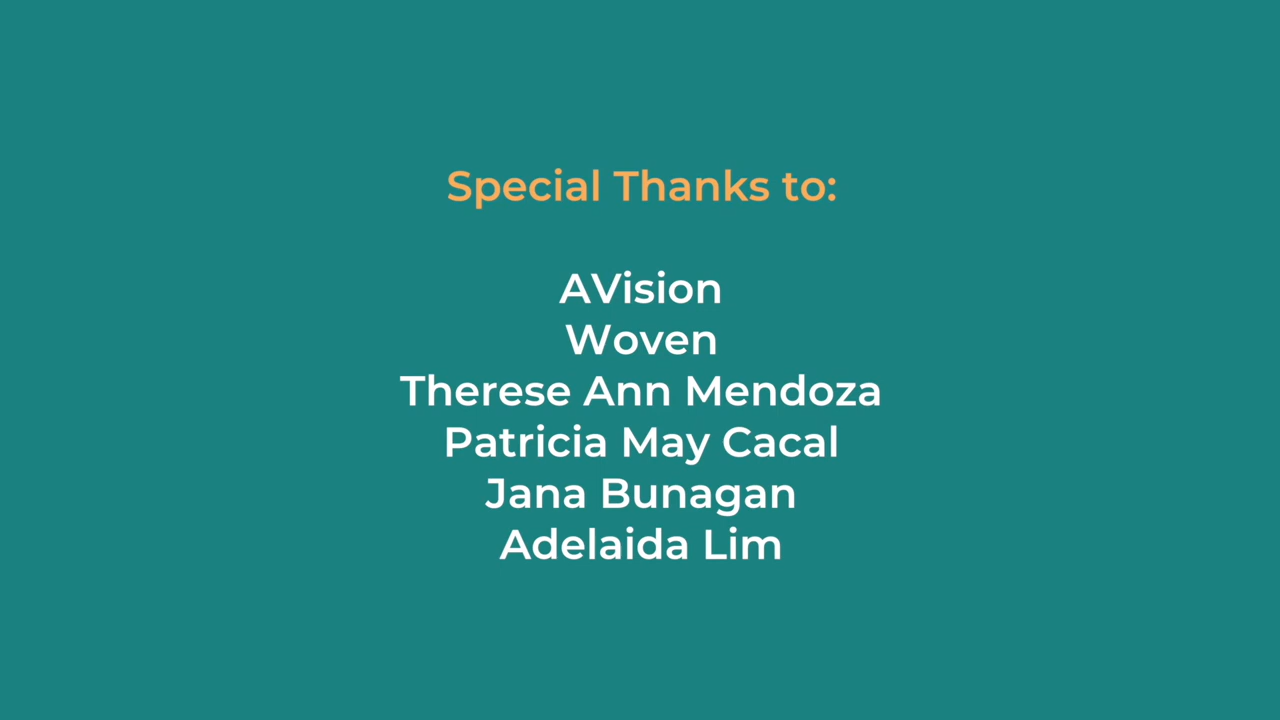 Special Thanks to:
AVision
Woven
Therese Ann Mendoza
Patricia May Cacal
Jana Bunagan
Adelaida Lim